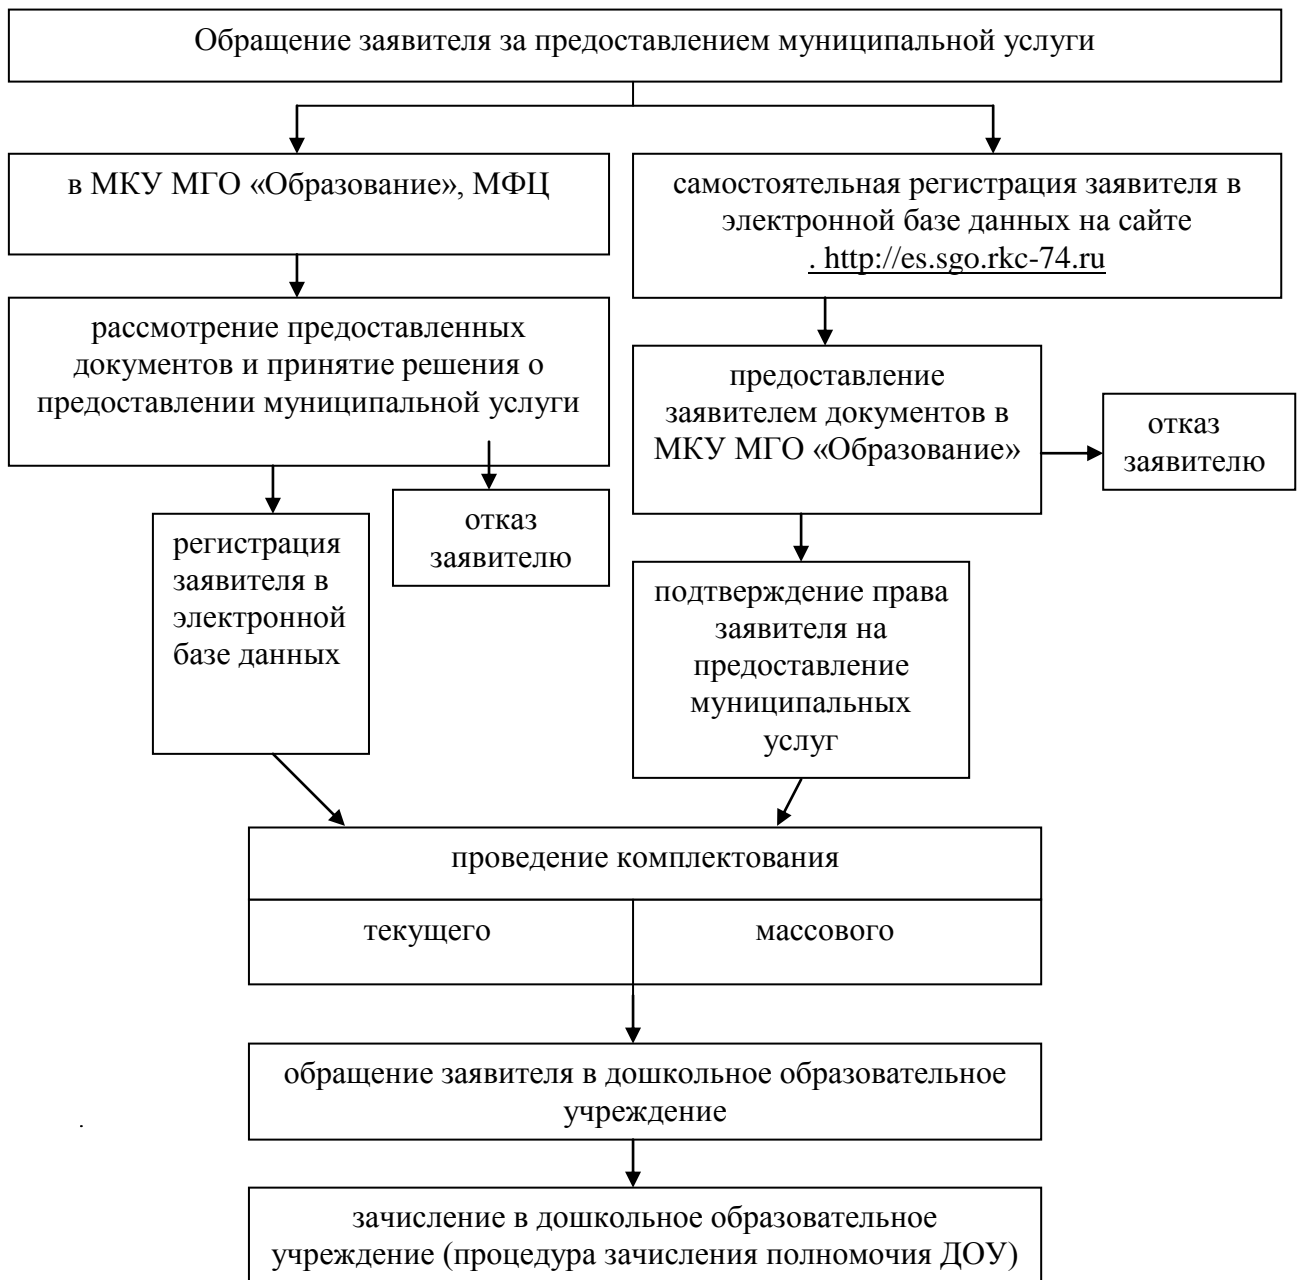 Обращение заявителя за предоставлением муниципальной услуги
в МКУ МГО «Образование», МФЦ
самостоятельная регистрация заявителя в
электронной базе данных на сайте
. http://es.sgo.rkc-74.ru
рассмотрение предоставленных
документов и принятие решения о
предоставлении муниципальной услуги
предоставление
заявителем документов в
МКУ МГО «Образование»
отказ
заявителю
регистрация
заявителя в
электронной
базе данных
отказ
заявителю
подтверждение права
заявителя на
предоставление
муниципальных
услуг
проведение комплектования
текущего
массового
обращение заявителя в дошкольное образовательное
учреждение
зачисление в дошкольное образовательное
учреждение (процедура зачисления полномочия ДОУ)